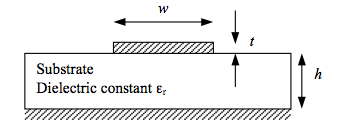 w
t
Substrate
Dielectric constant εr
h